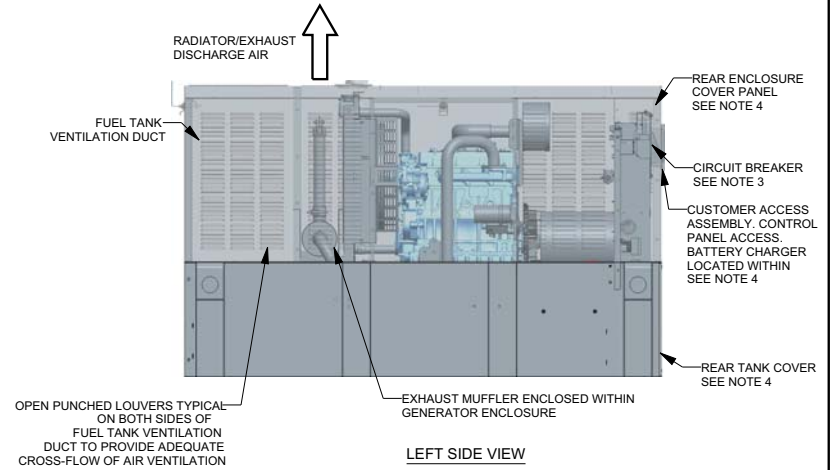 RADIATOR/EXHAUST
DISCHARGE AIR
FUEL TANK
VENTILATION DUCT
REAR ENCLOSURE
COVER PANEL
SEE NOTE 4
CIRCUIT BREAKER
SEE NOTE 3
CUSTOMER ACCESS
ASSEMBLY. CONTROL
PANEL ACCESS.
BATTERY CHARGER
LOCATED WITHIN
SEE NOTE 4
REAR TANK COVER
SEE NOTE 4
OPEN PUNCHED LOUVERS TYPICAL
ON BOTH SIDES OF
FUEL TANK VENTILATION
DUCT TO PROVIDE ADEQUATE
CROSS-FLOW OF AIR VENTILATION
EXHAUST MUFFLER ENCLOSED WITHIN
GENERATOR ENCLOSURE
LEFT SIDE VIEW